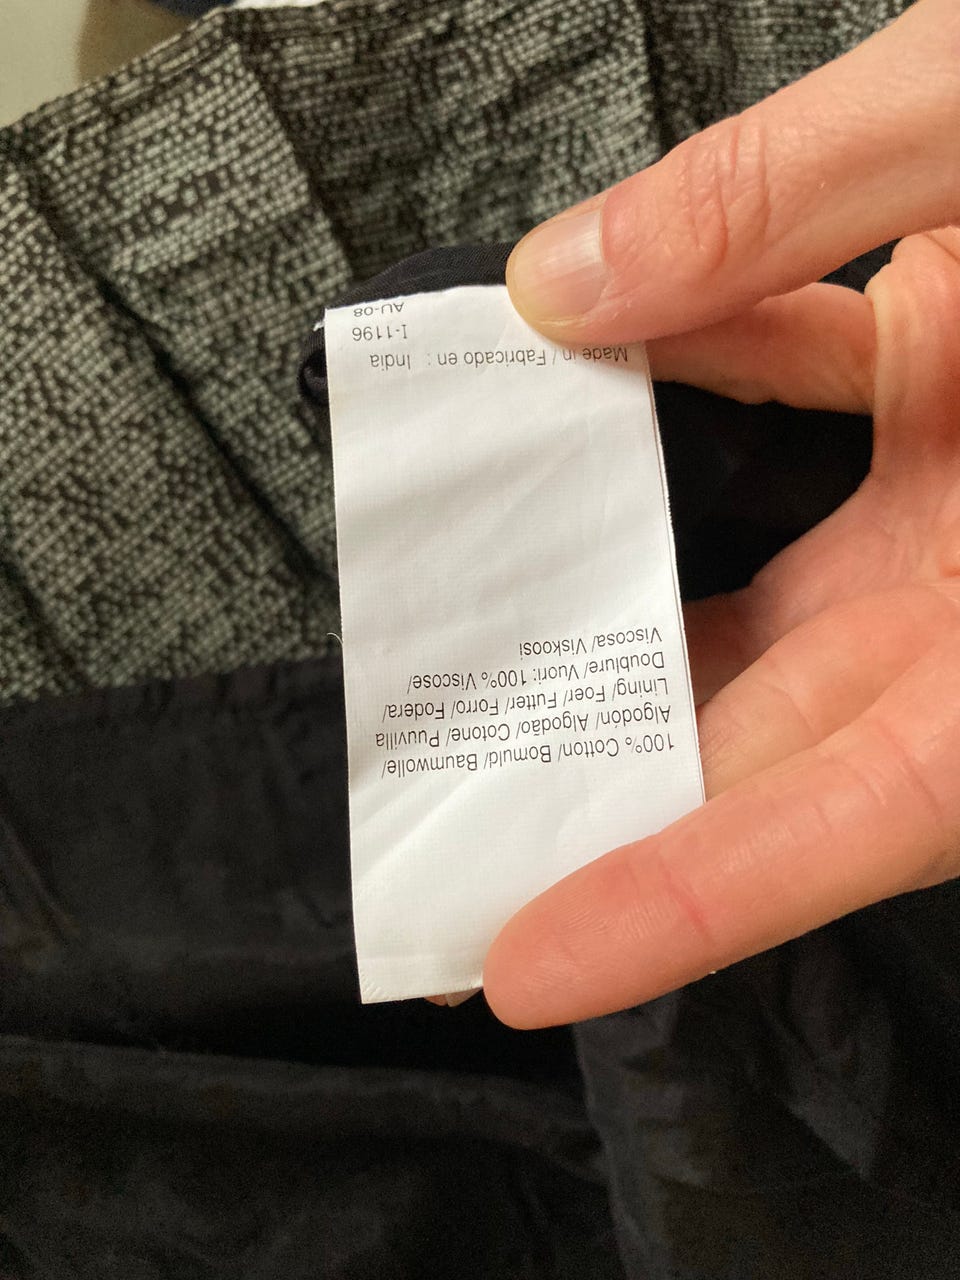 100% Cotton/ Bomuld/ Baumwolle/
Algodón/ Algodão/ Cotone/ Puuvilla
Lining/ Foer/ Futter/ Forro/ Fodera/
Doublure/ Vuori: 100% Viscose/
Viscosa/ Viskoosi
Made in / Fabricado en : India
I-1196
AU-08